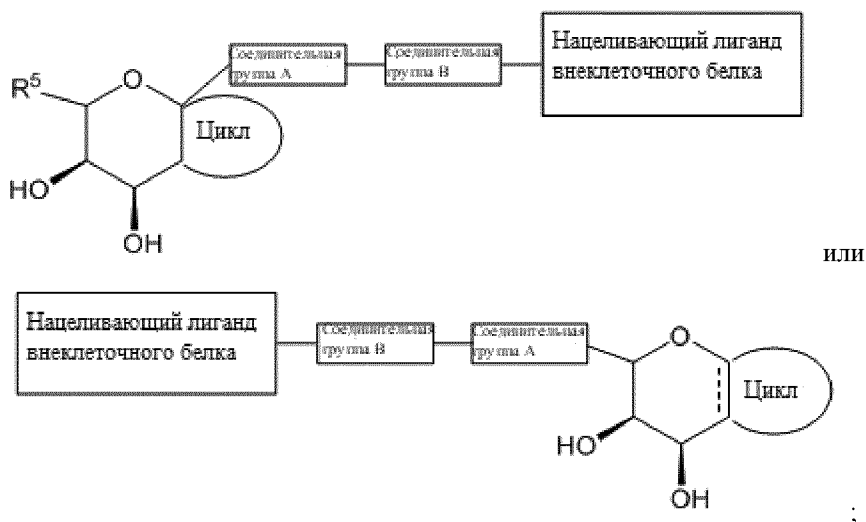 Соединительная
группа A
Соединительная
группа B
Нацеливающий лиганд
внеклеточного белка
R⁵
O
Цикл
HO
OH
или
Нацеливающий лиганд
внеклеточного белка
Соединительная
группа B
Соединительная
группа A
O
Цикл
HO
OH
;